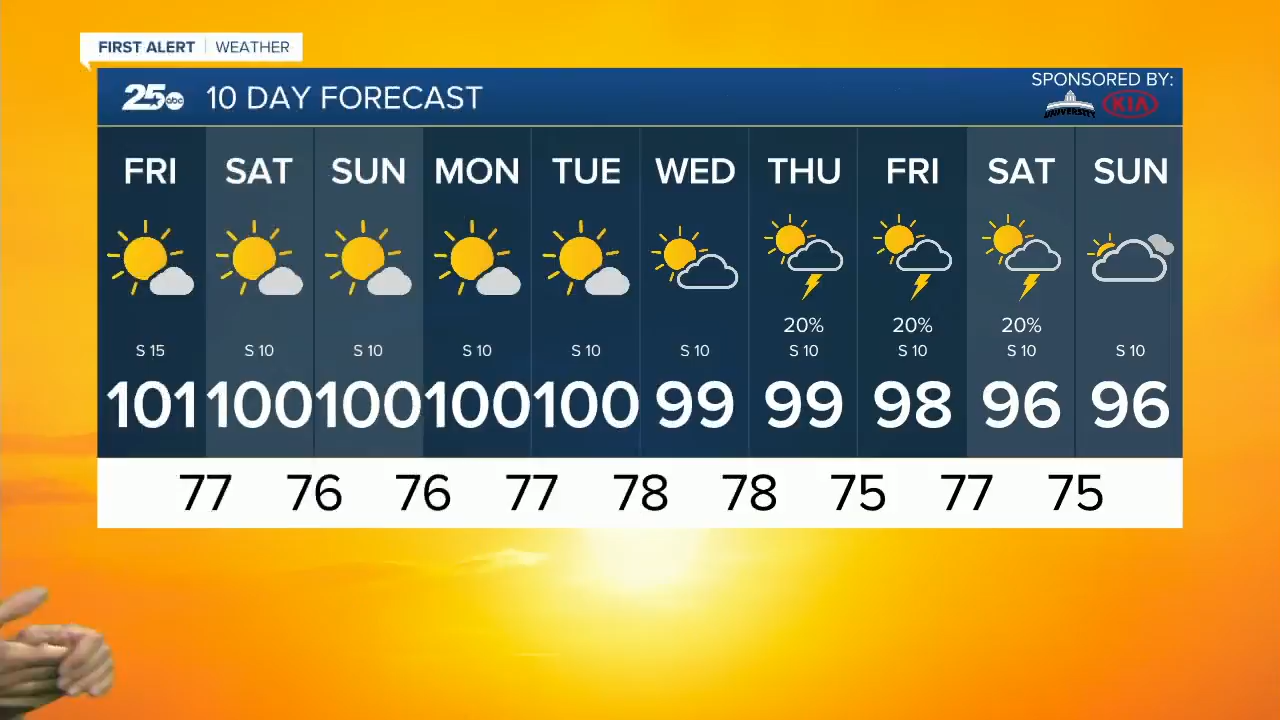 FIRST ALERT WEATHER
25 abc 10 DAY FORECAST
SPONSORED BY:
UNIVERSITY KIA
FRI SAT SUN MON TUE WED THU FRI SAT SUN
20% 20% 20%
S 15 S 10 S 10 S 10 S 10 S 10 S 10 S 10 S 10 S 10
101 100 100 100 100 99 99 98 96 96
77 76 76 77 78 78 75 77 75